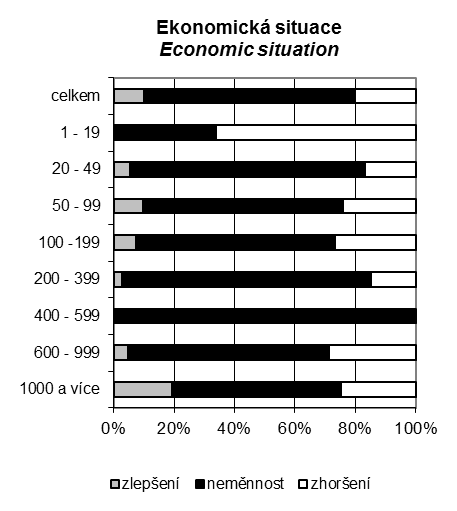 Ekonomická situace
Economic situation
celkem
1 - 19
20 - 49
50 - 99
100 -199
200 - 399
400 - 599
600 - 999
1000 a více
0% 20% 40% 60% 80% 100%
zlepšení neměnnost zhoršení